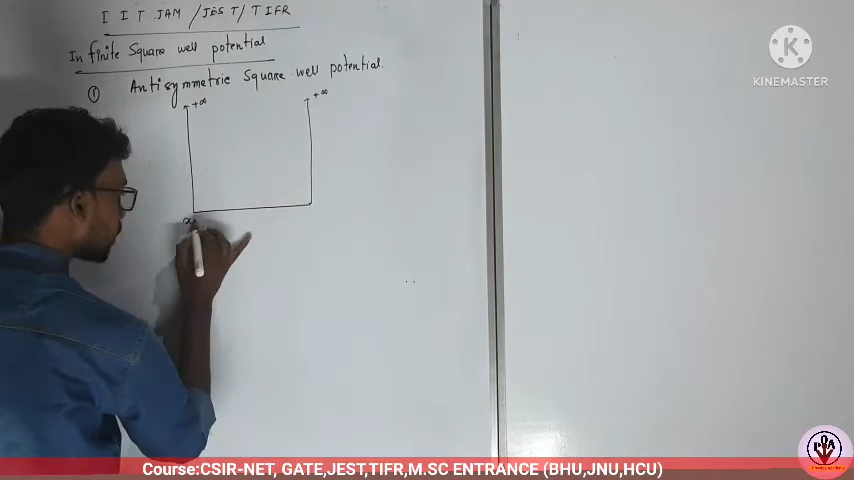 IIT JAM / JEST / TIFR
Infinite Square well potential
① Antisymmetric Square well potential.
+∞ +∞
x
KINEMASTER
Course:CSIR-NET, GATE,JEST,TIFR,M.SC ENTRANCE (BHU,JNU,HCU)